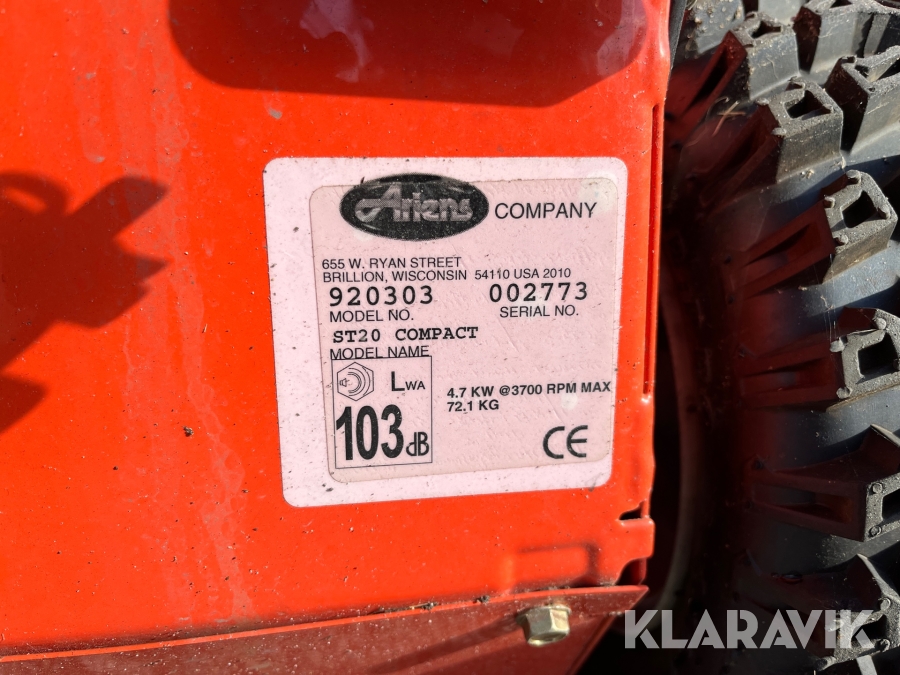 Ariens COMPANY
655 W. RYAN STREET
BRILLION, WISCONSIN 54110 USA 2010
920303 002773
MODEL NO. SERIAL NO.
ST20 COMPACT
MODEL NAME
LWA
4.7 KW @3700 RPM MAX
72.1 KG
103dB
CE
KLARAVIK